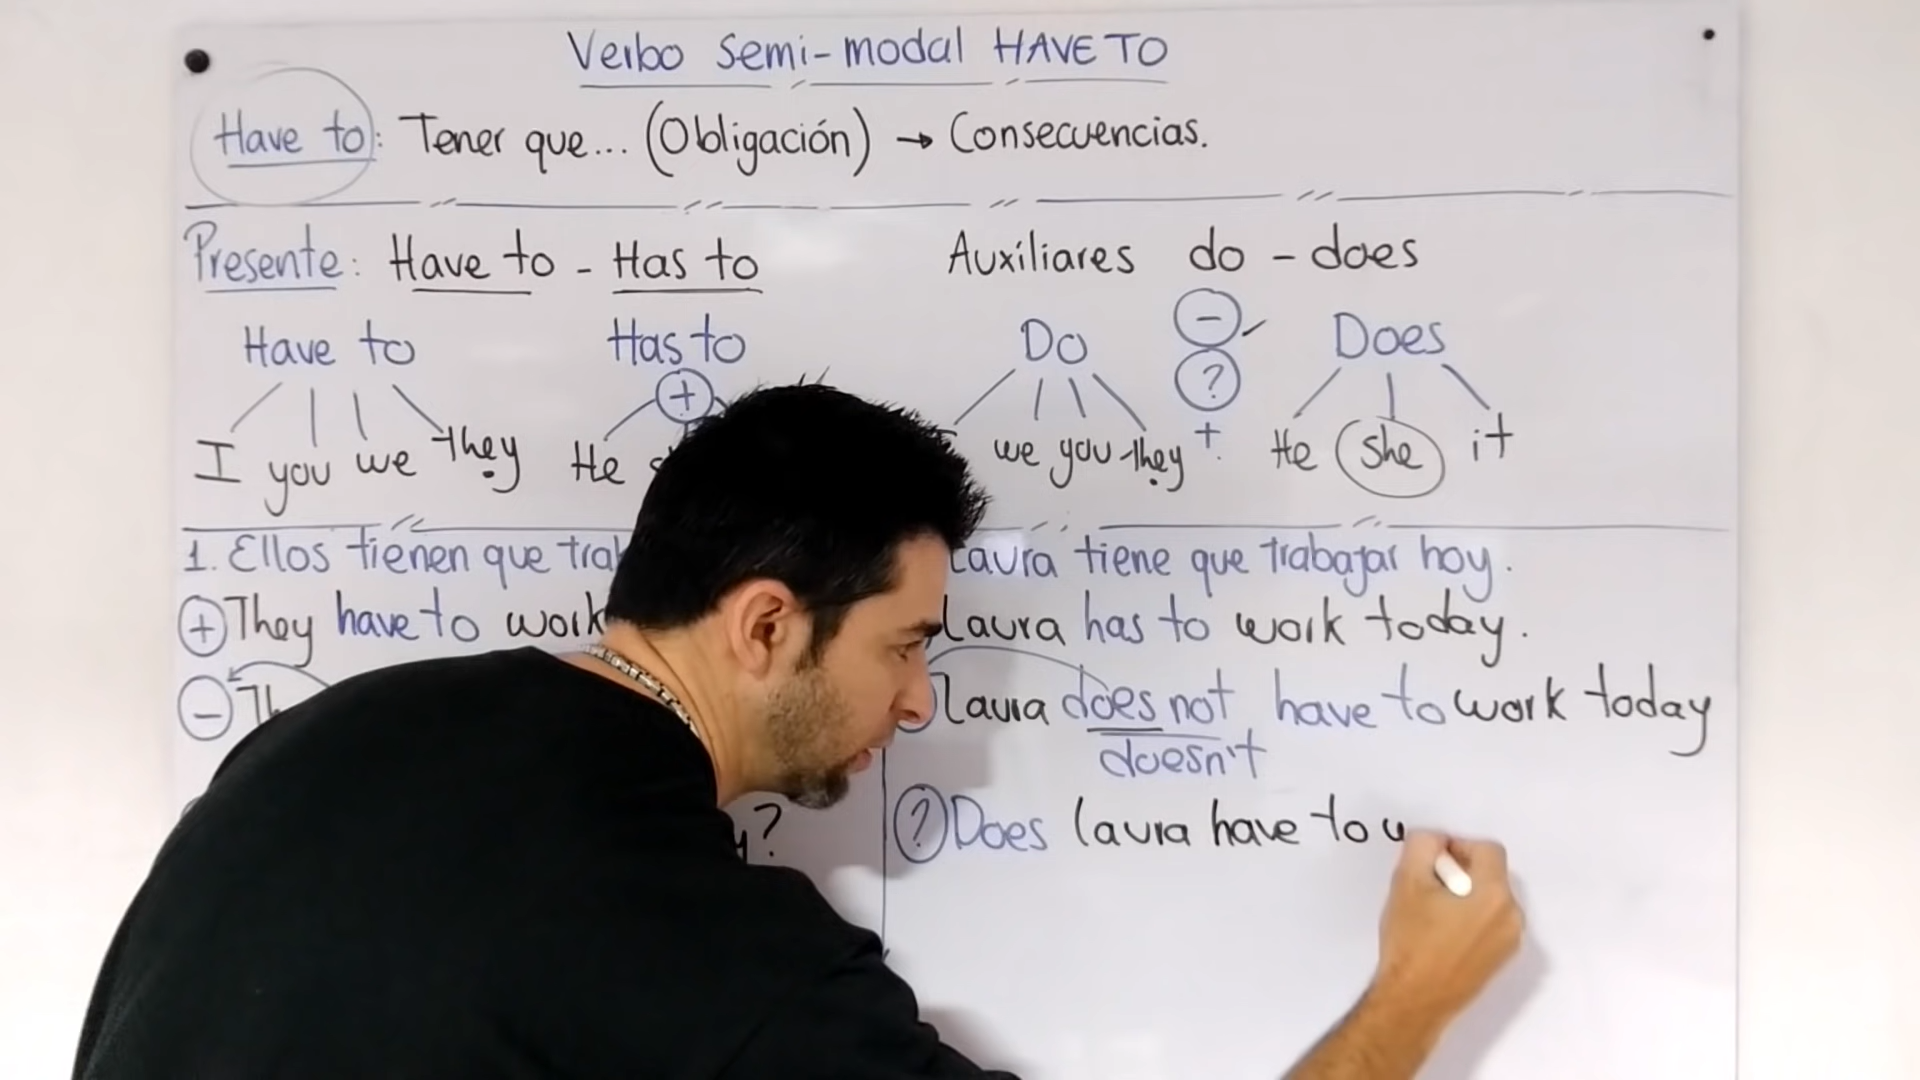 Verbo semi-modal HAVE TO
Have to: Tener que... (Obligación) → Consecuencias.
Presente: Have to - Has to
Auxíliares do - does
Have to
Has to
Do
-
Does
+
?
I you we they
He
we you they
+
He she it
1. Ellos tienen que
Laura tiene que trabajar hoy.
+ They have to work
Laura has to work today.
-
Laura does not have to work today
doesn't
?
? Does Laura have to